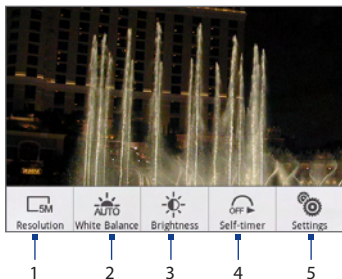 5M
AUTO
OFF
Resolution White Balance Brightness Self-timer Settings
1 2 3 4 5